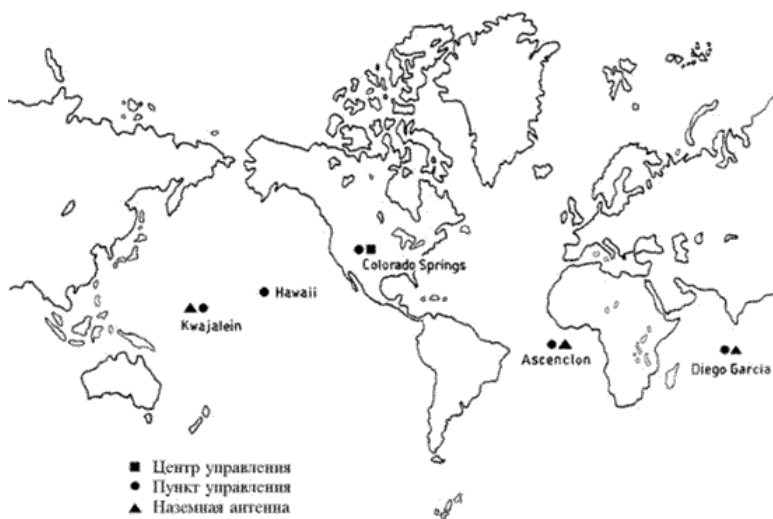 Colorado Springs
Hawaii
Kwajalein
Ascencion
Diego Garcia
Центр управления
Пункт управления
Наземная антенна